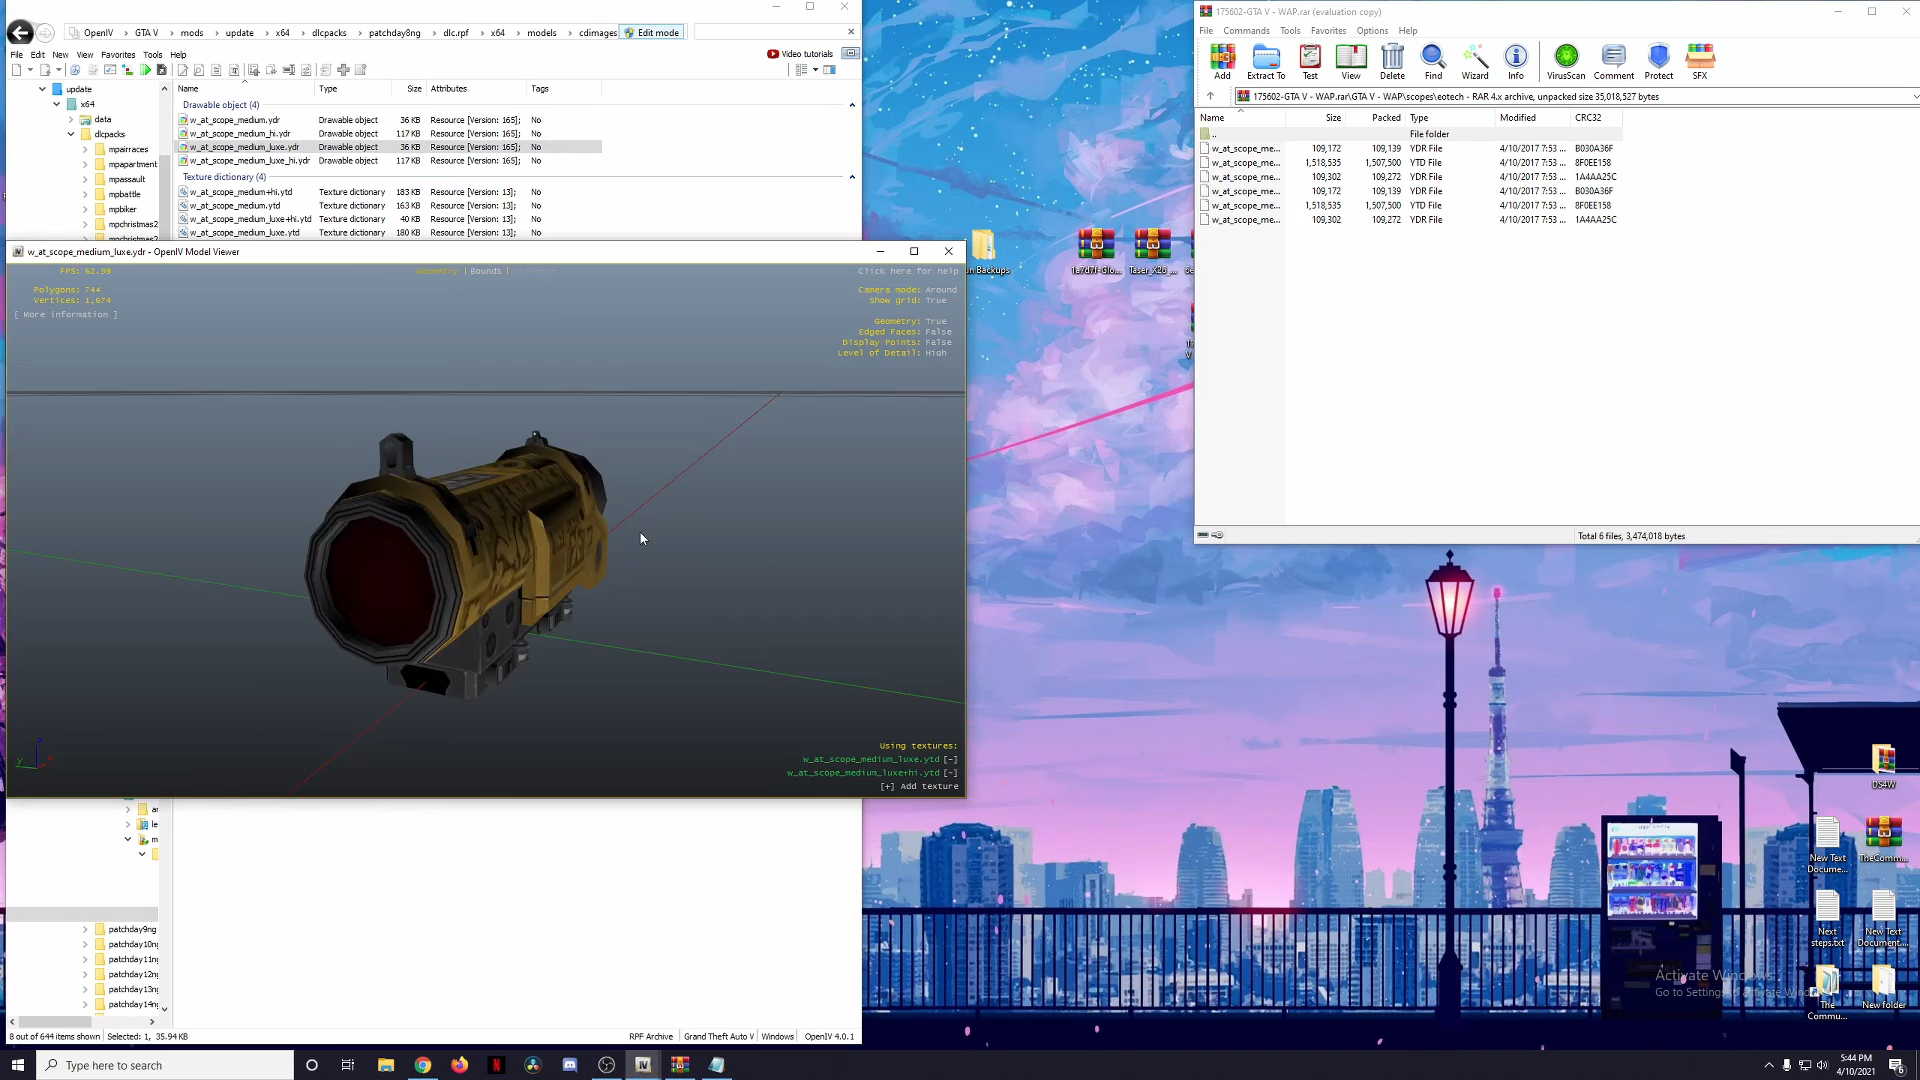 OpenIV GTA V mods update x64 dlcpacks patchday8ng dlc.rpf x64 models cdimages Edit mode
File Edit New View Favorites Tools Help
Video tutorials
update
x64
data
dlcpacks
mpairraces
mpapartment
mpassault
mpbattle
mpbiker
mpchristmas2
Name Type Size Attributes Tags
Drawable object (4)
w_at_scope_medium.ydr Drawable object 36 KB Resource [Version: 165]; No
w_at_scope_medium_hi.ydr Drawable object 117 KB Resource [Version: 165]; No
w_at_scope_medium_luxe.ydr Drawable object 36 KB Resource [Version: 165]; No
w_at_scope_medium_luxe_hi.ydr Drawable object 117 KB Resource [Version: 165]; No
Texture dictionary (4)
w_at_scope_medium+hi.ytd Texture dictionary 183 KB Resource [Version: 13]; No
w_at_scope_medium.ytd Texture dictionary 163 KB Resource [Version: 13]; No
w_at_scope_medium_luxe+hi.yt Texture dictionary 40 KB Resource [Version: 13]; No
w_at_scope_medium_luxe.ytd Texture dictionary 180 KB Resource [Version: 13]; No
w_at_scope_medium_luxe.ydr - OpenIV Model Viewer
FPS: 62.99
Polygons: 744
Vertices: 1,674
[ More information ]
Geometry | Bounds |
Click here for help
Camera mode: Around
Show grid: True
Geometry: True
Edged Faces: False
Display Points: False
Level of Detail: High
Using textures:
w_at_scope_medium_luxe.ytd [-]
w_at_scope_medium_luxe+hi.ytd [-]
[+] Add texture
z
y
patchday9ng
patchday10n
patchday11n
patchday12n
patchday13n
patchday14n
8 out of 644 items shown Selected: 1, 35.94 KB
RPF Archive Grand Theft Auto V Windows OpenIV 4.0.1
175602-GTA V - WAP.rar (evaluation copy)
File Commands Tools Favorites Options Help
Add Extract To Test View Delete Find Wizard Info VirusScan Comment Protect SFX
175602-GTA V - WAP.rar\GTA V - WAP\scopes\eotech - RAR 4.x archive, unpacked size 35,018,527 bytes
Name Size Packed Type Modified CRC32
.. File folder
w_at_scope_me... 109,172 109,139 YDR File 4/10/2017 7:53 ... B030A36F
w_at_scope_me... 1,518,535 1,507,500 YTD File 4/10/2017 7:53 ... 8F0EE158
w_at_scope_me... 109,302 109,272 YDR File 4/10/2017 7:53 ... 1A4AA25C
w_at_scope_me... 109,172 109,139 YDR File 4/10/2017 7:53 ... B030A36F
w_at_scope_me... 1,518,535 1,507,500 YTD File 4/10/2017 7:53 ... 8F0EE158
w_at_scope_me... 109,302 109,272 YDR File 4/10/2017 7:53 ... 1A4AA25C
Total 6 files, 3,474,018 bytes
Backups
Taser_X26_...
DS4W
New Text Docume...
TheComm...
Next steps.txt
New Text Document....
The Commu...
New folder
Activate Windows
Go to Settings to activate Windows
Type here to search
5:44 PM
4/10/2021
6